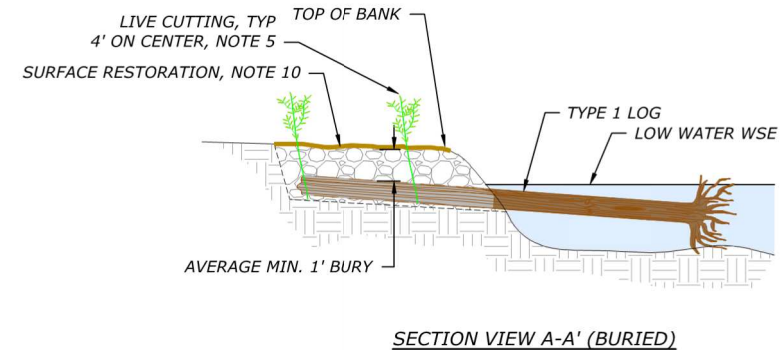 LIVE CUTTING, TYP
4' ON CENTER, NOTE 5
TOP OF BANK
SURFACE RESTORATION, NOTE 10
TYPE 1 LOG
LOW WATER WSE
AVERAGE MIN. 1' BURY
SECTION VIEW A-A' (BURIED)